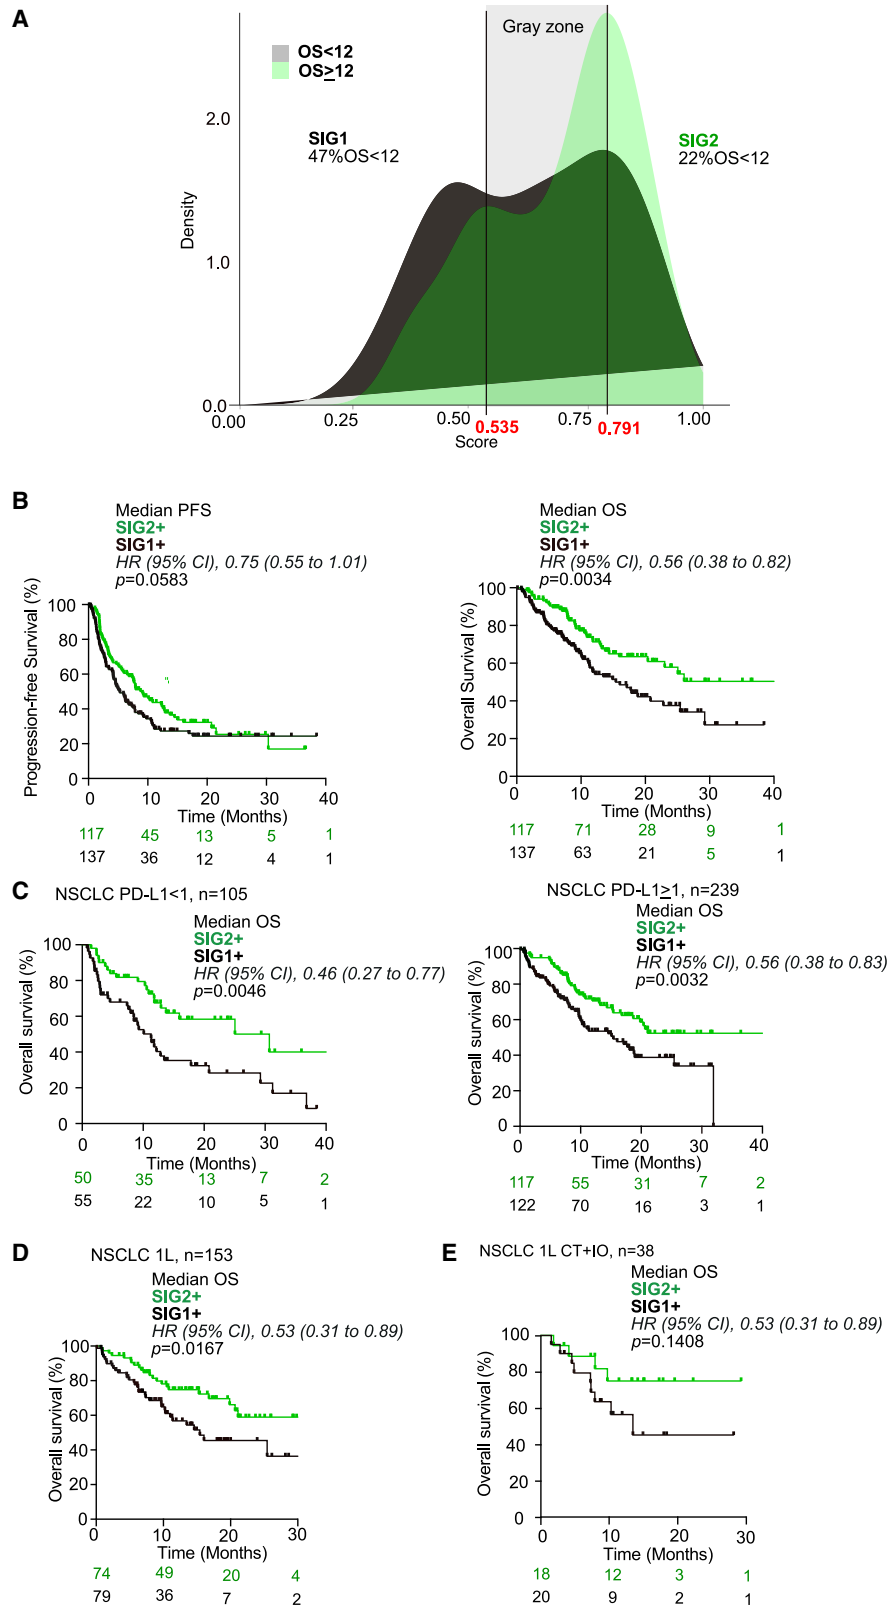 A
Gray zone
OS<12
OS≥12
2.0
SIG1
47%OS<12
SIG2
22%OS<12
Density
1.0
0.0
0.00
0.25
0.50
0.535
0.75
0.791
1.00
Score
B
Median PFS
SIG2+
SIG1+
HR (95% CI), 0.75 (0.55 to 1.01)
p=0.0583
Progression-free Survival (%)
100
80
60
40
20
0
0 10 20 30 40
Time (Months)
117 45 13 5 1
137 36 12 4 1
Median OS
SIG2+
SIG1+
HR (95% CI), 0.56 (0.38 to 0.82)
p=0.0034
Overall Survival (%)
100
80
60
40
20
0
0 10 20 30 40
Time (Months)
117 71 28 9 1
137 63 21 5 1
C
NSCLC PD-L1<1, n=105
Median OS
SIG2+
SIG1+
HR (95% CI), 0.46 (0.27 to 0.77)
p=0.0046
Overall survival (%)
100
80
60
40
20
0
0 10 20 30 40
Time (Months)
50 35 13 7 2
55 22 10 5 1
NSCLC PD-L1≥1, n=239
Median OS
SIG2+
SIG1+
HR (95% CI), 0.56 (0.38 to 0.83)
p=0.0032
Overall survival (%)
100
80
60
40
20
0
0 10 20 30 40
Time (Months)
117 55 31 7 2
122 70 16 3 1
D
NSCLC 1L, n=153
Median OS
SIG2+
SIG1+
HR (95% CI), 0.53 (0.31 to 0.89)
p=0.0167
Overall survival (%)
100
80
60
40
20
0
0 10 20 30
Time (Months)
74 49 20 4
79 36 7 2
E
NSCLC 1L CT+IO, n=38
Median OS
SIG2+
SIG1+
HR (95% CI), 0.53 (0.31 to 0.89)
p=0.1408
Overall survival (%)
100
80
60
40
20
0
0 10 20 30
Time (Months)
18 12 3 1
20 9 2 1